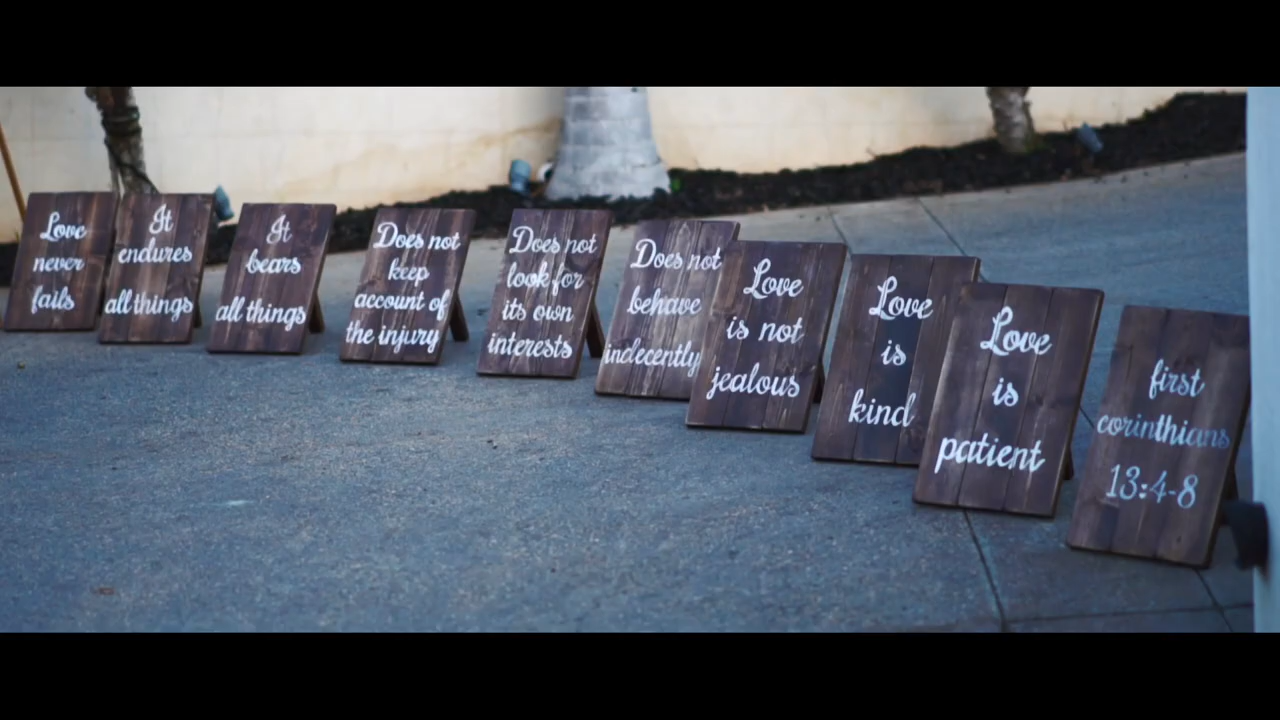 Love
never
fails
It
endures
all things
It
bears
all things
Does not
keep
account of
the injury
Does not
look for
its own
interests
Does not
behave
indecently
Love
is not
jealous
Love
is
kind
Love
is
patient
first
corinthians
13:4-8